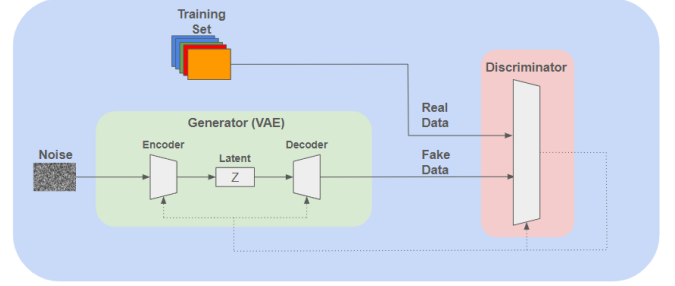 Training
Set
Discriminator
Real
Data
Generator (VAE)
Encoder
Latent
Decoder
Noise
Z
Fake
Data